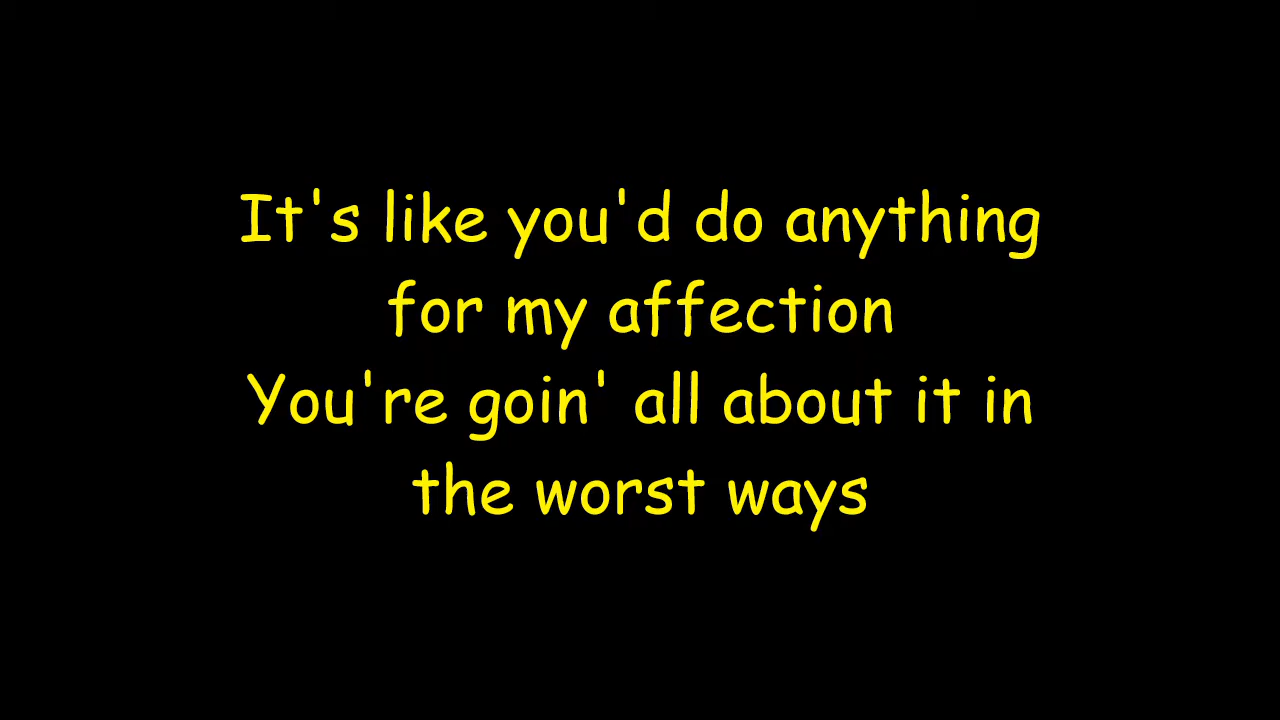 It's like you'd do anything
for my affection
You're goin' all about it in
the worst ways